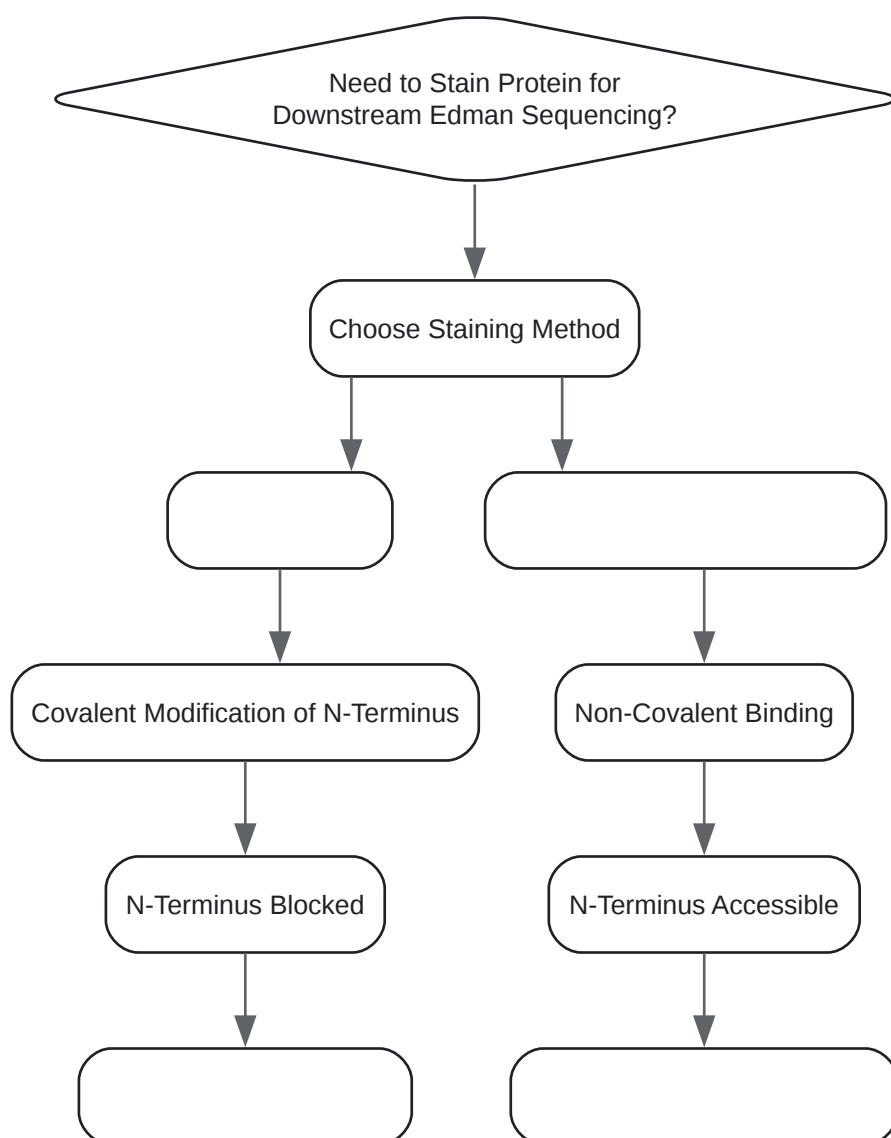 Need to Stain Protein for
Downstream Edman Sequencing?
Choose Staining Method
Covalent Modification of N-Terminus
Non-Covalent Binding
N-Terminus Blocked
N-Terminus Accessible